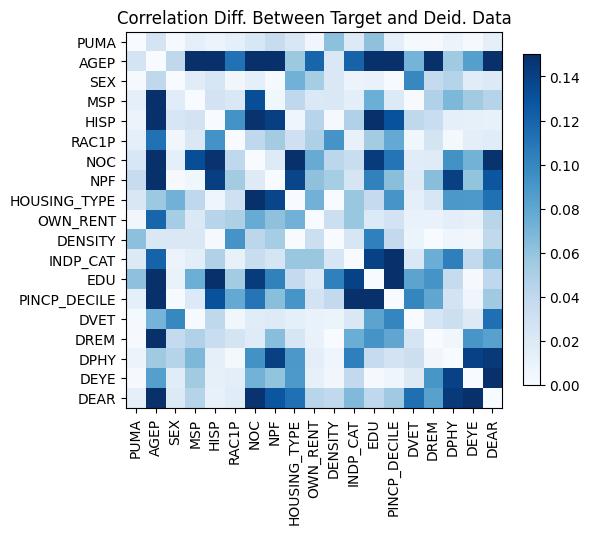 Correlation Diff. Between Target and Deid. Data
PUMA
AGEP
SEX
MSP
HISP
RAC1P
NOC
NPF
HOUSING_TYPE
OWN_RENT
DENSITY
INDP_CAT
EDU
PINCP_DECILE
DVET
DREM
DPHY
DEYE
DEAR
PUMA
AGEP
SEX
MSP
HISP
RAC1P
NOC
NPF
HOUSING_TYPE
OWN_RENT
DENSITY
INDP_CAT
EDU
PINCP_DECILE
DVET
DREM
DPHY
DEYE
DEAR
0.14
0.12
0.10
0.08
0.06
0.04
0.02
0.00